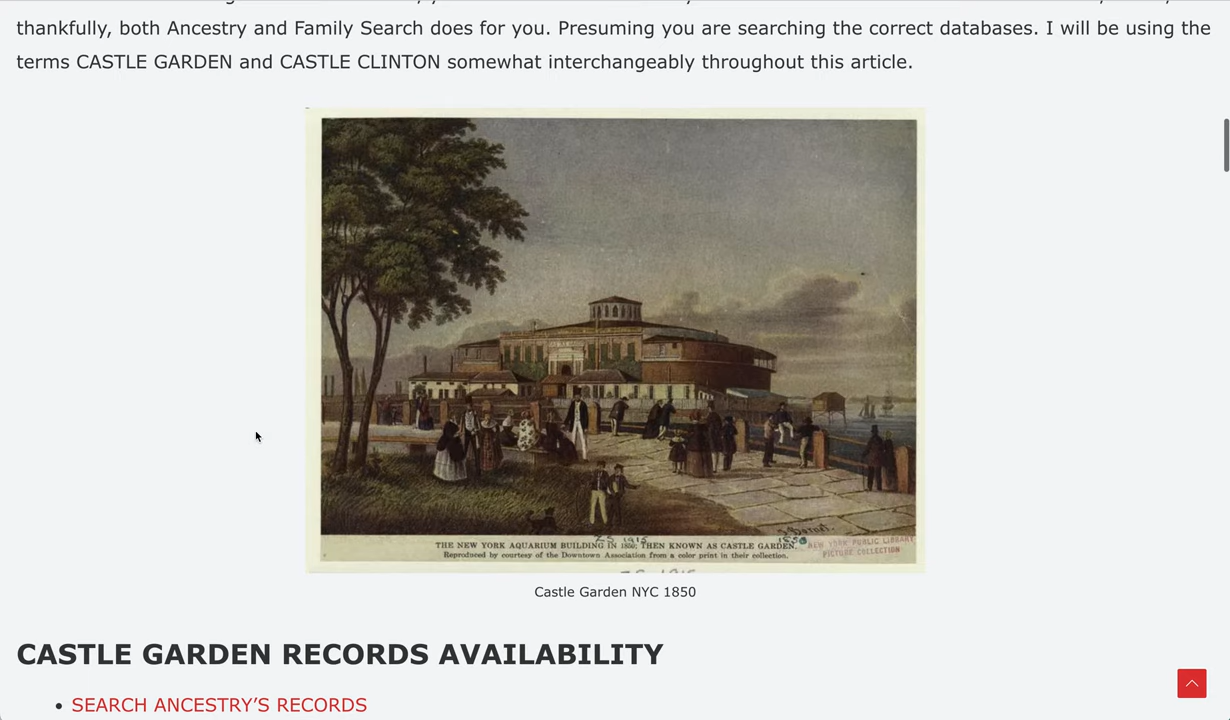 thankfully, both Ancestry and Family Search does for you. Presuming you are searching the correct databases. I will be using the
terms CASTLE GARDEN and CASTLE CLINTON somewhat interchangeably throughout this article.
THE NEW YORK AQUARIUM BUILDING IN 1850; THEN KNOWN AS CASTLE GARDEN.
Reproduced by courtesy of the Downtown Association from a color print in their collection.
NEW YORK PUBLIC LIBRARY
PICTURE COLLECTION
Castle Garden NYC 1850
CASTLE GARDEN RECORDS AVAILABILITY
• SEARCH ANCESTRY’S RECORDS